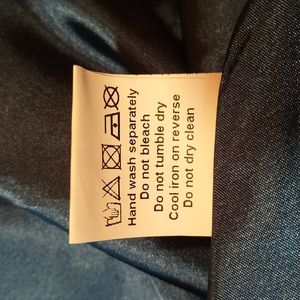 Hand wash separately
Do not bleach
Do not tumble dry
Cool iron on reverse
Do not dry clean